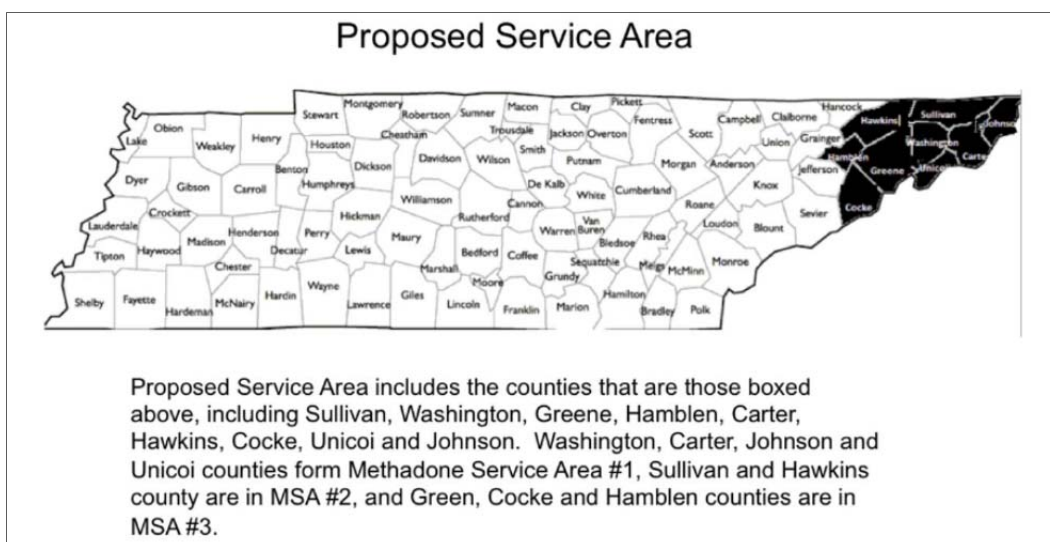 Proposed Service Area
Stewart Montgomery Robertson Sumner Macon Clay Pickett Hancock
Lake Obion Weakley Henry Houston Cheatham Trousdale Jackson Overton Fentress Scott Campbell Claiborne Hawkins Sullivan Johnso
Benton Dickson Davidson Wilson Smith Putnam Morgan Anderson Union Grainger Hamblen Washington Carte
Dyer Gibson Carroll Humphreys Williamson De Kalb White Cumberland Knox Jefferson Greene Unicoi
Crockett Hickman Rutherford Cannon Roane Sevier Cocke
Lauderdale Haywood Madison Henderson Decatur Perry Lewis Maury Warren Van Buren Bledsoe Rhea Loudon Blount
Tipton Chester Marshall Bedford Coffee Sequatchie Meigs McMinn Monroe
Shelby Fayette Hardeman McNairy Hardin Wayne Lawrence Giles Lincoln Moore Franklin Grundy Marion Hamilton Bradley Polk
Proposed Service Area includes the counties that are those boxed
above, including Sullivan, Washington, Greene, Hamblen, Carter,
Hawkins, Cocke, Unicoi and Johnson.  Washington, Carter, Johnson and
Unicoi counties form Methadone Service Area #1, Sullivan and Hawkins
county are in MSA #2, and Green, Cocke and Hamblen counties are in
MSA #3.